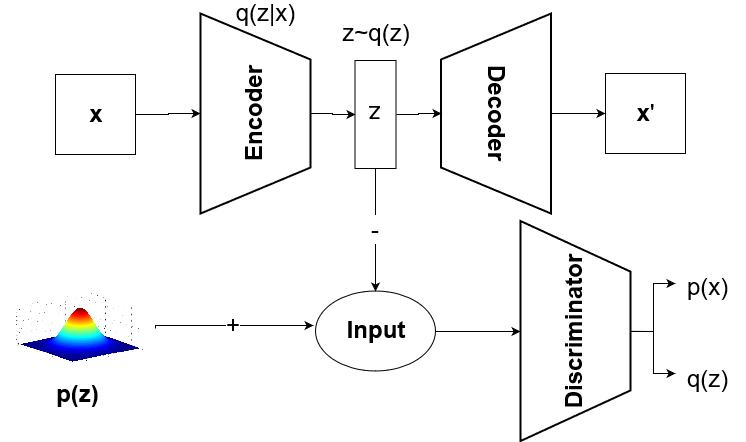 q(z|x)
z~q(z)
x
Encoder
z
Decoder
x'
-
p(z)
+
Input
Discriminator
p(x)
q(z)